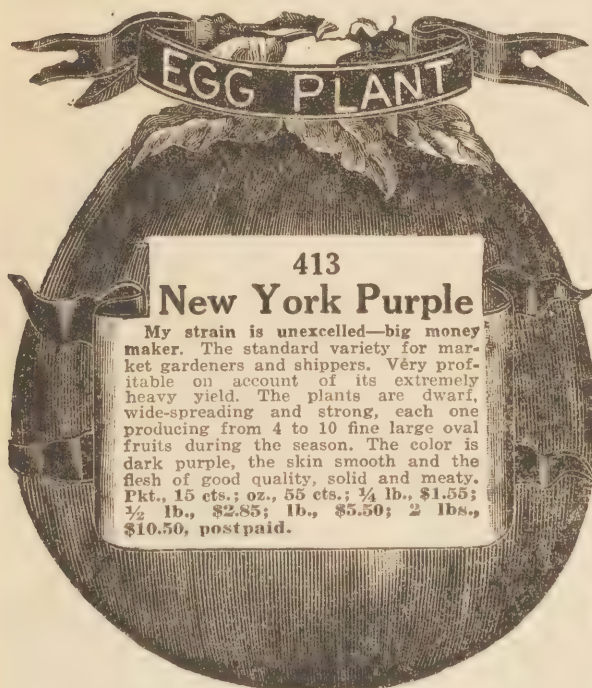 EGG PLANT
413
New York Purple
My strain is unexcelled—big money
maker. The standard variety for mar-
ket gardeners and shippers. Very prof-
itable on account of its extremely
heavy yield. The plants are dwarf,
wide-spreading and strong, each one
producing from 4 to 10 fine large oval
fruits during the season. The color is
dark purple, the skin smooth and the
flesh of good quality, solid and meaty.
Pkt., 15 cts.; oz., 55 cts.; ¼ lb., $1.55;
½ lb., $2.85; lb., $5.50; 2 lbs.,
$10.50, postpaid.